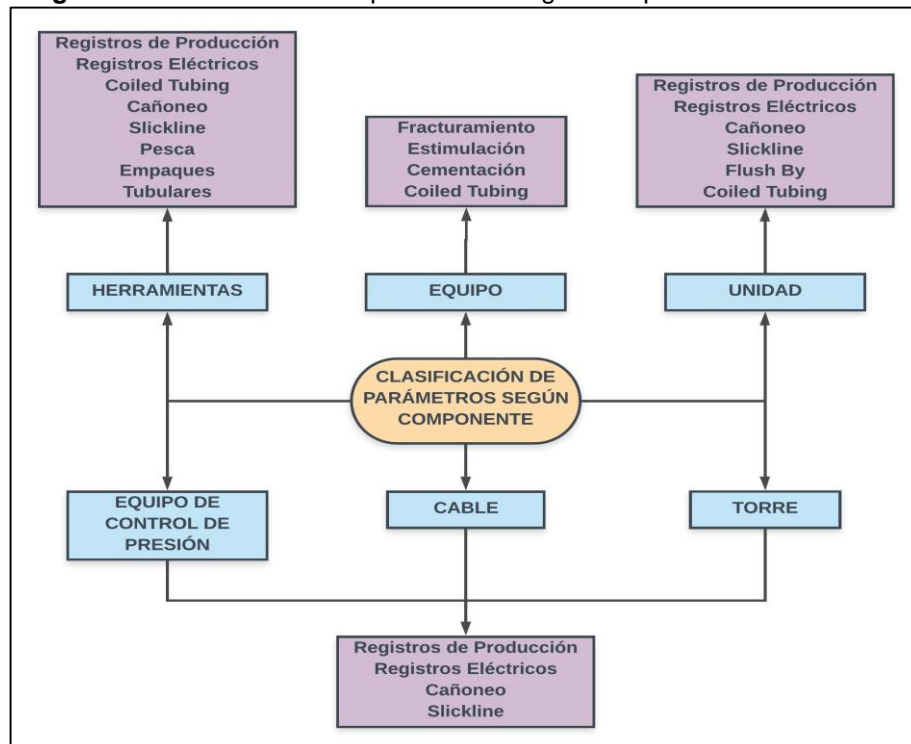 Registros de Producción
Registros Eléctricos
Coiled Tubing
Cañoneo
Slickline
Pesca
Empaques
Tubulares
Fracturamiento
Estimulación
Cementación
Coiled Tubing
Registros de Producción
Registros Eléctricos
Cañoneo
Slickline
Flush By
Coiled Tubing
HERRAMIENTAS
EQUIPO
UNIDAD
CLASIFICACIÓN DE
PARÁMETROS SEGÚN
COMPONENTE
EQUIPO DE
CONTROL DE
PRESIÓN
CABLE
TORRE
Registros de Producción
Registros Eléctricos
Cañoneo
Slickline